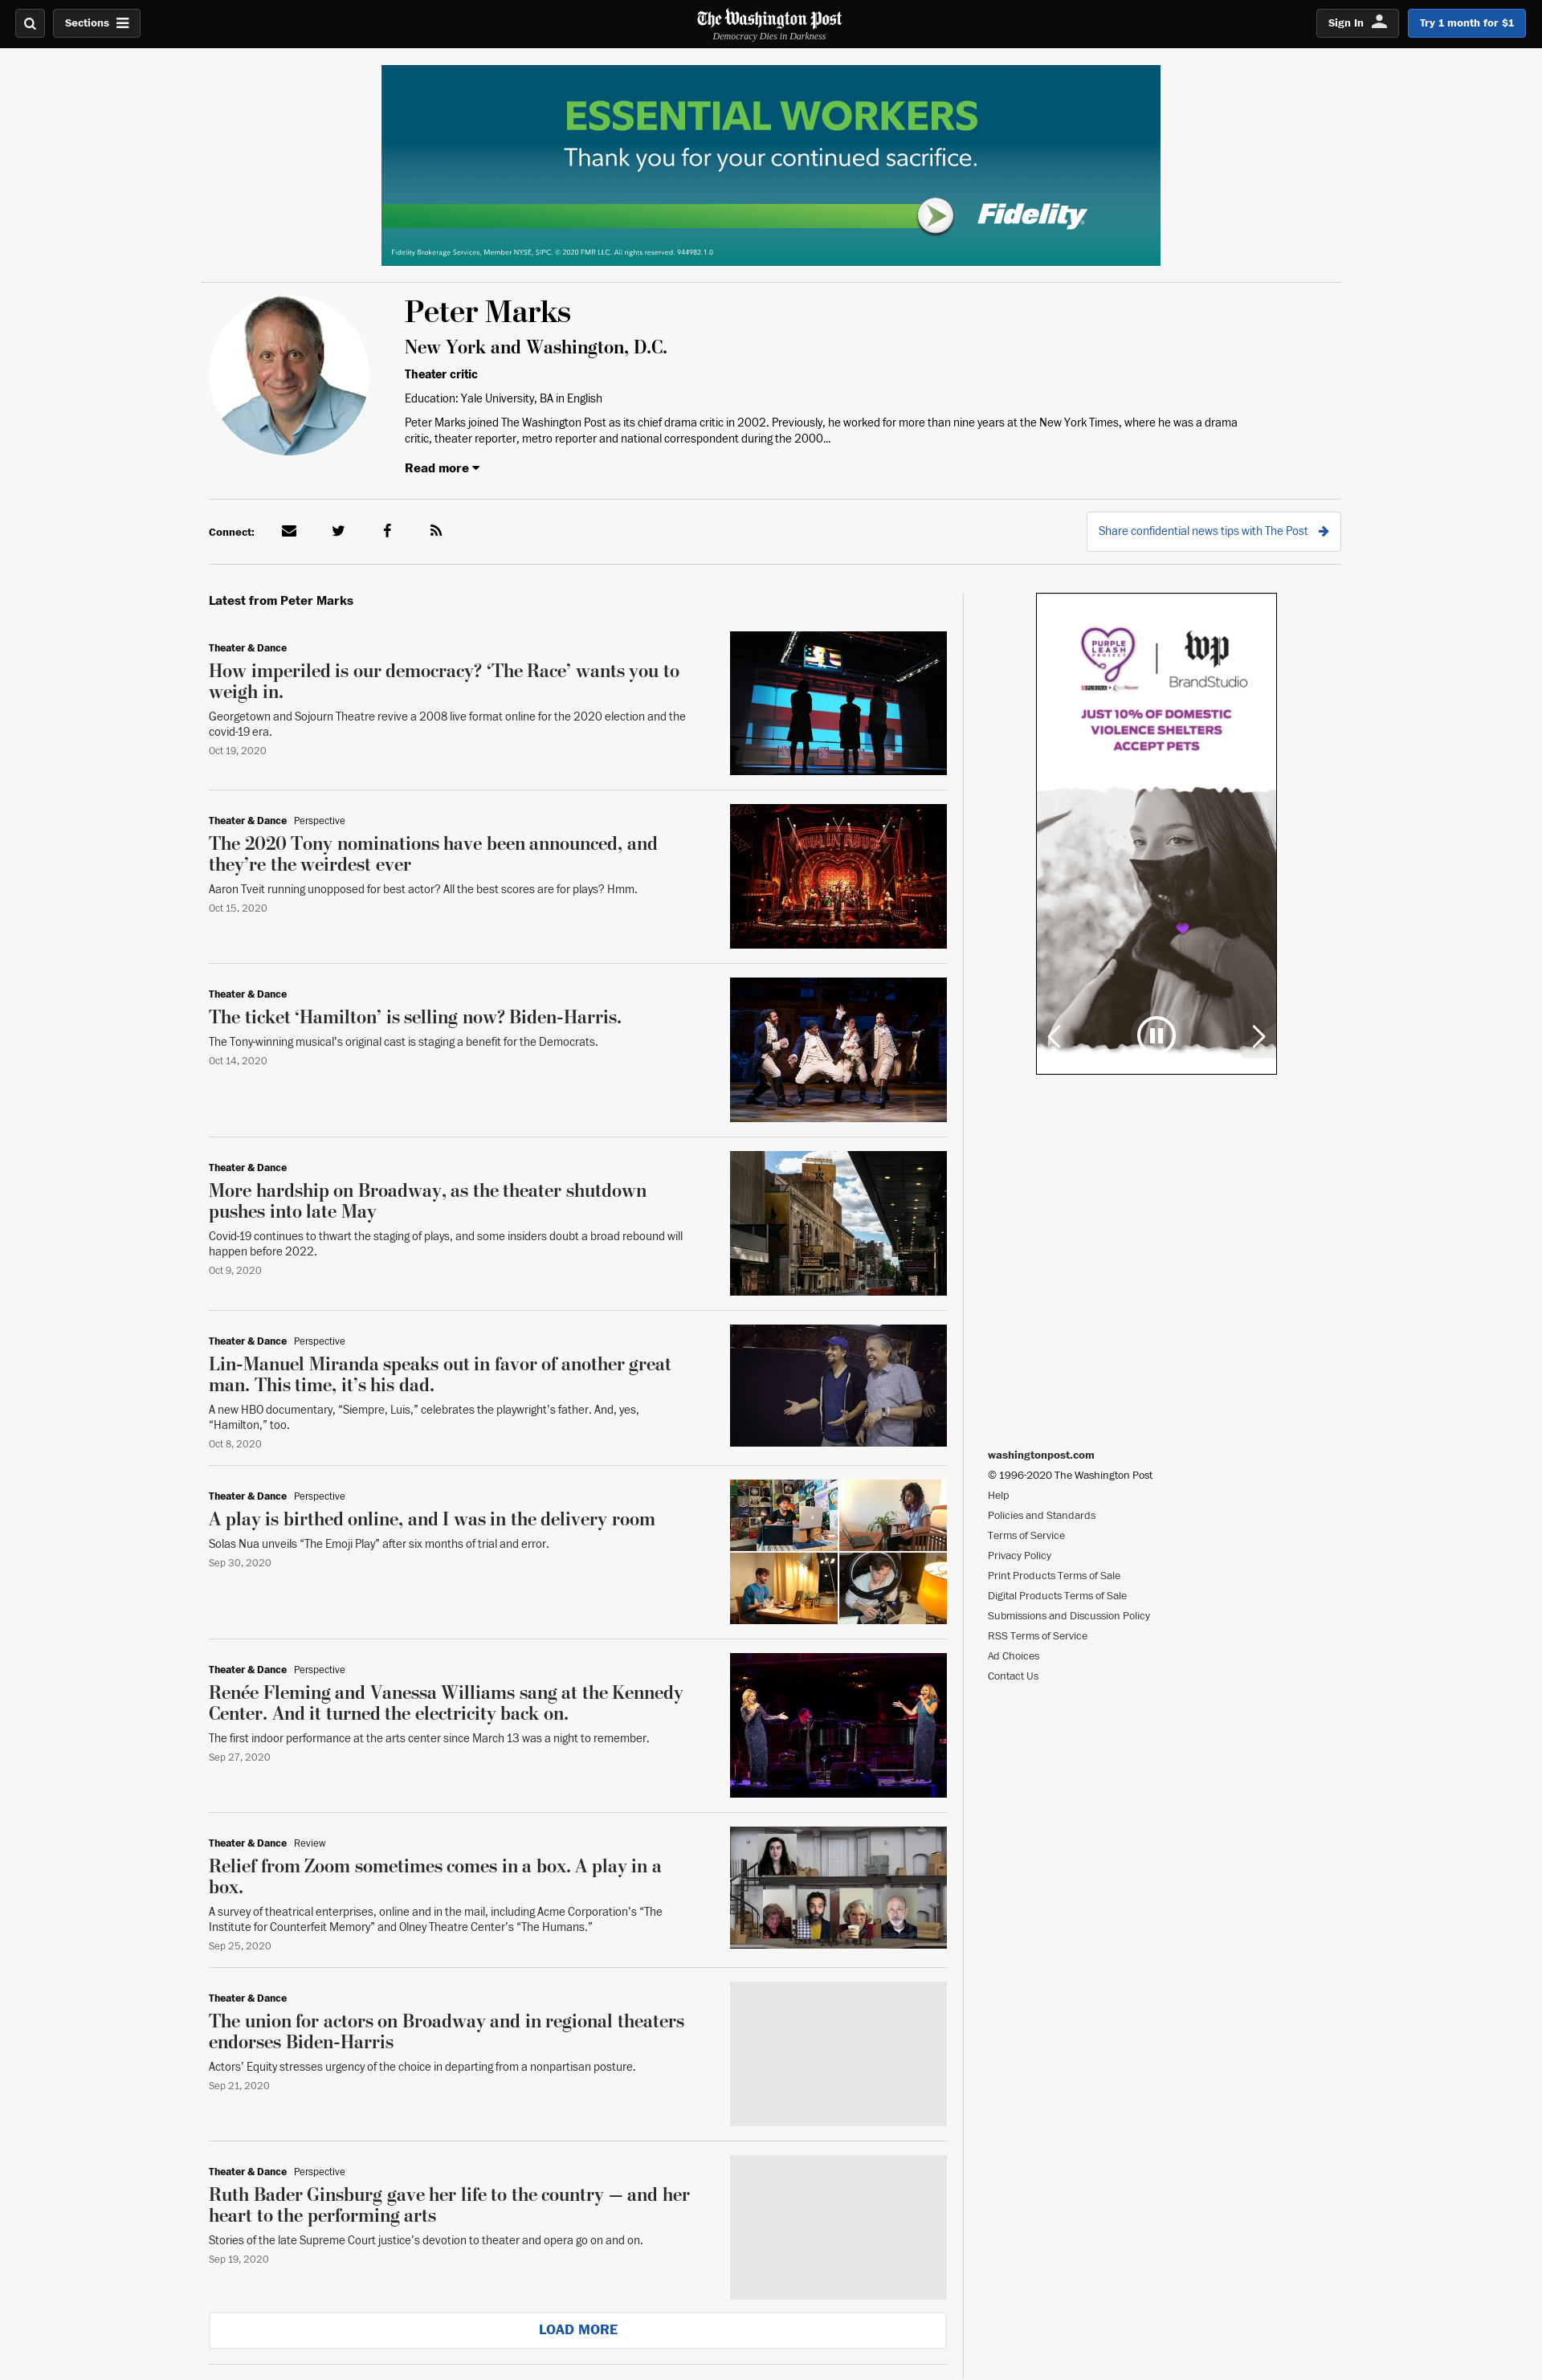 Sections
The Washington Post
Democracy Dies in Darkness
Sign In
Try 1 month for $1
ESSENTIAL WORKERS
Thank you for your continued sacrifice.
Fidelity
Fidelity Brokerage Services, Member NYSE, SIPC. © 2020 FMR LLC. All rights reserved. 944982.1.0
Peter Marks
New York and Washington, D.C.
Theater critic
Education: Yale University, BA in English
Peter Marks joined The Washington Post as its chief drama critic in 2002. Previously, he worked for more than nine years at the New York Times, where he was a drama
critic, theater reporter, metro reporter and national correspondent during the 2000...
Read more
Connect:
Share confidential news tips with The Post
Latest from Peter Marks
Theater & Dance
How imperiled is our democracy? ‘The Race’ wants you to
weigh in.
Georgetown and Sojourn Theatre revive a 2008 live format online for the 2020 election and the
covid-19 era.
Oct 19, 2020
Theater & Dance Perspective
The 2020 Tony nominations have been announced, and
they’re the weirdest ever
Aaron Tveit running unopposed for best actor? All the best scores are for plays? Hmm.
Oct 15, 2020
MOULIN ROUGE
Theater & Dance
The ticket ‘Hamilton’ is selling now? Biden-Harris.
The Tony-winning musical’s original cast is staging a benefit for the Democrats.
Oct 14, 2020
Theater & Dance
More hardship on Broadway, as the theater shutdown
pushes into late May
Covid-19 continues to thwart the staging of plays, and some insiders doubt a broad rebound will
happen before 2022.
Oct 9, 2020
Theater & Dance Perspective
Lin-Manuel Miranda speaks out in favor of another great
man. This time, it’s his dad.
A new HBO documentary, “Siempre, Luis,” celebrates the playwright’s father. And, yes,
“Hamilton,” too.
Oct 8, 2020
Theater & Dance Perspective
A play is birthed online, and I was in the delivery room
Solas Nua unveils “The Emoji Play” after six months of trial and error.
Sep 30, 2020
Theater & Dance Perspective
Renée Fleming and Vanessa Williams sang at the Kennedy
Center. And it turned the electricity back on.
The first indoor performance at the arts center since March 13 was a night to remember.
Sep 27, 2020
Theater & Dance Review
Relief from Zoom sometimes comes in a box. A play in a
box.
A survey of theatrical enterprises, online and in the mail, including Acme Corporation’s “The
Institute for Counterfeit Memory” and Olney Theatre Center’s “The Humans.”
Sep 25, 2020
Theater & Dance
The union for actors on Broadway and in regional theaters
endorses Biden-Harris
Actors’ Equity stresses urgency of the choice in departing from a nonpartisan posture.
Sep 21, 2020
Theater & Dance Perspective
Ruth Bader Ginsburg gave her life to the country — and her
heart to the performing arts
Stories of the late Supreme Court justice’s devotion to theater and opera go on and on.
Sep 19, 2020
LOAD MORE
PURPLE
LEASH
PROJECT
PURINA
wp
BrandStudio
JUST 10% OF DOMESTIC
VIOLENCE SHELTERS
ACCEPT PETS
washingtonpost.com
© 1996-2020 The Washington Post
Help
Policies and Standards
Terms of Service
Privacy Policy
Print Products Terms of Sale
Digital Products Terms of Sale
Submissions and Discussion Policy
RSS Terms of Service
Ad Choices
Contact Us